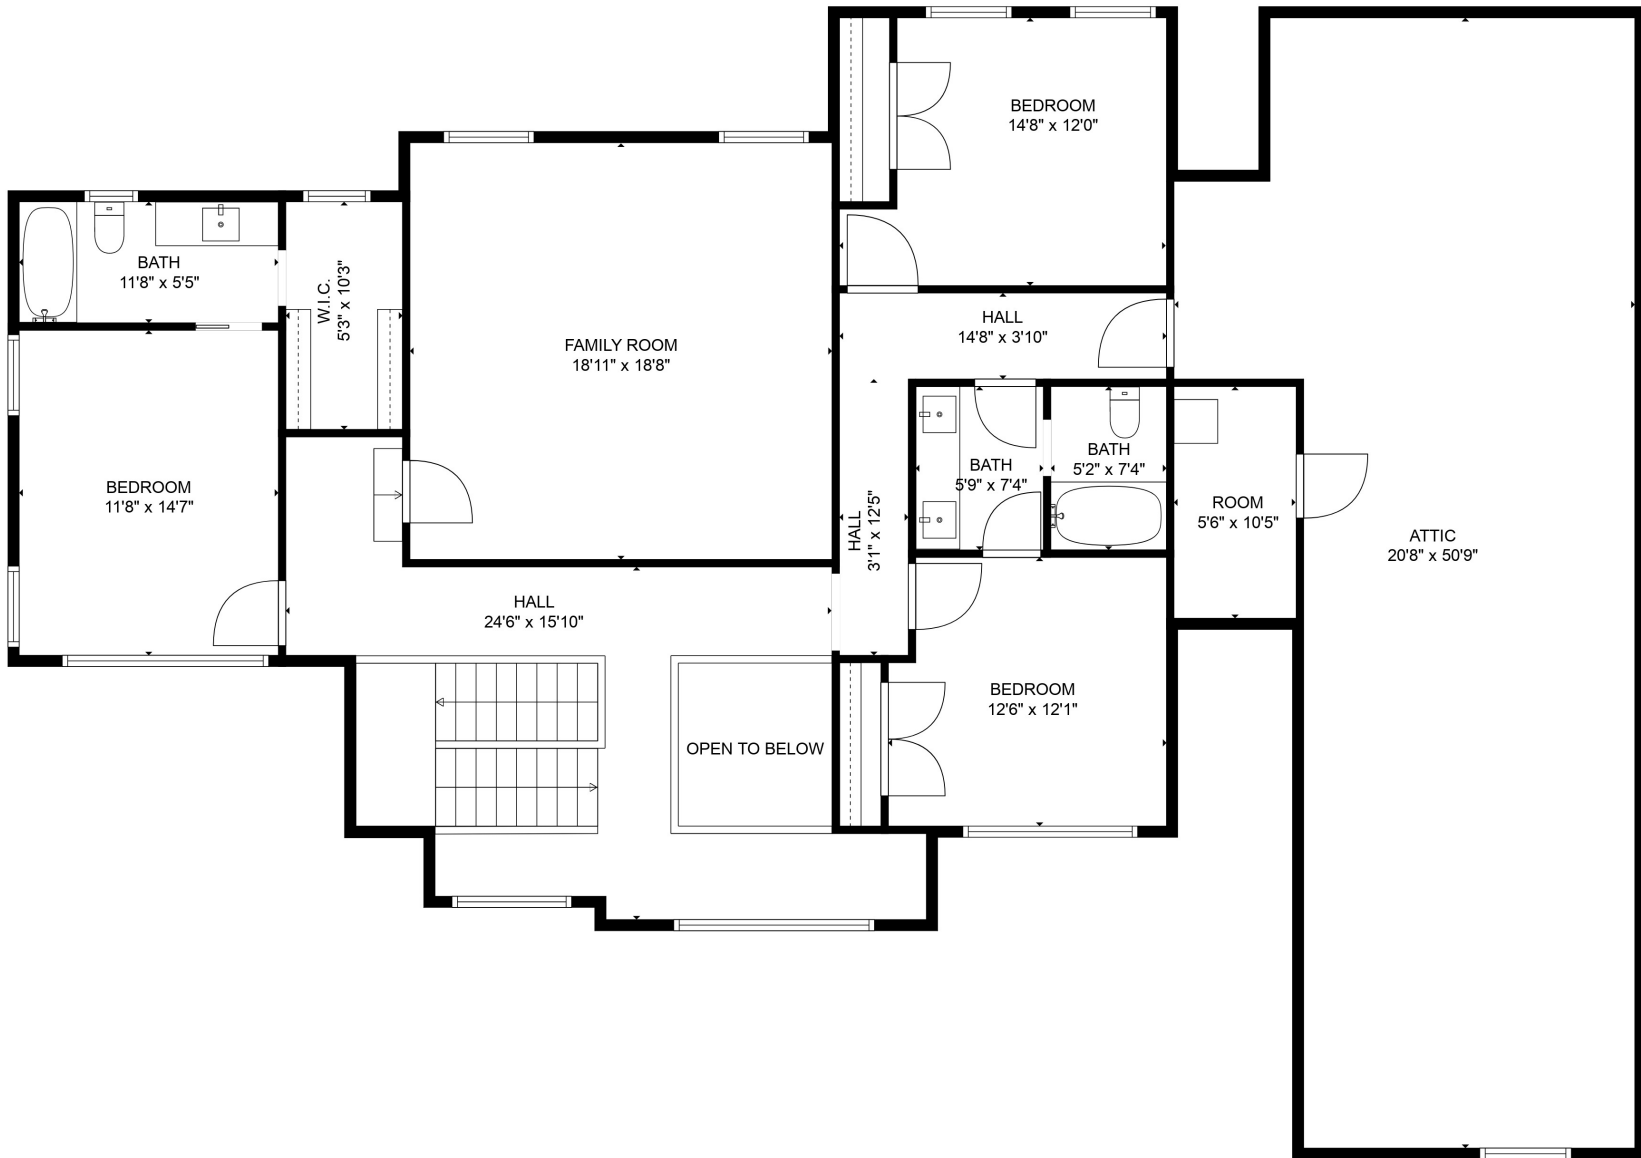 BEDROOM
14'8" x 12'0"
BATH
11'8" x 5'5"
W.I.C.
5'3" x 10'3"
FAMILY ROOM
18'11" x 18'8"
HALL
14'8" x 3'10"
BEDROOM
11'8" x 14'7"
BATH
5'9" x 7'4"
BATH
5'2" x 7'4"
ROOM
5'6" x 10'5"
HALL
3'1" x 12'5"
ATTIC
20'8" x 50'9"
HALL
24'6" x 15'10"
BEDROOM
12'6" x 12'1"
OPEN TO BELOW